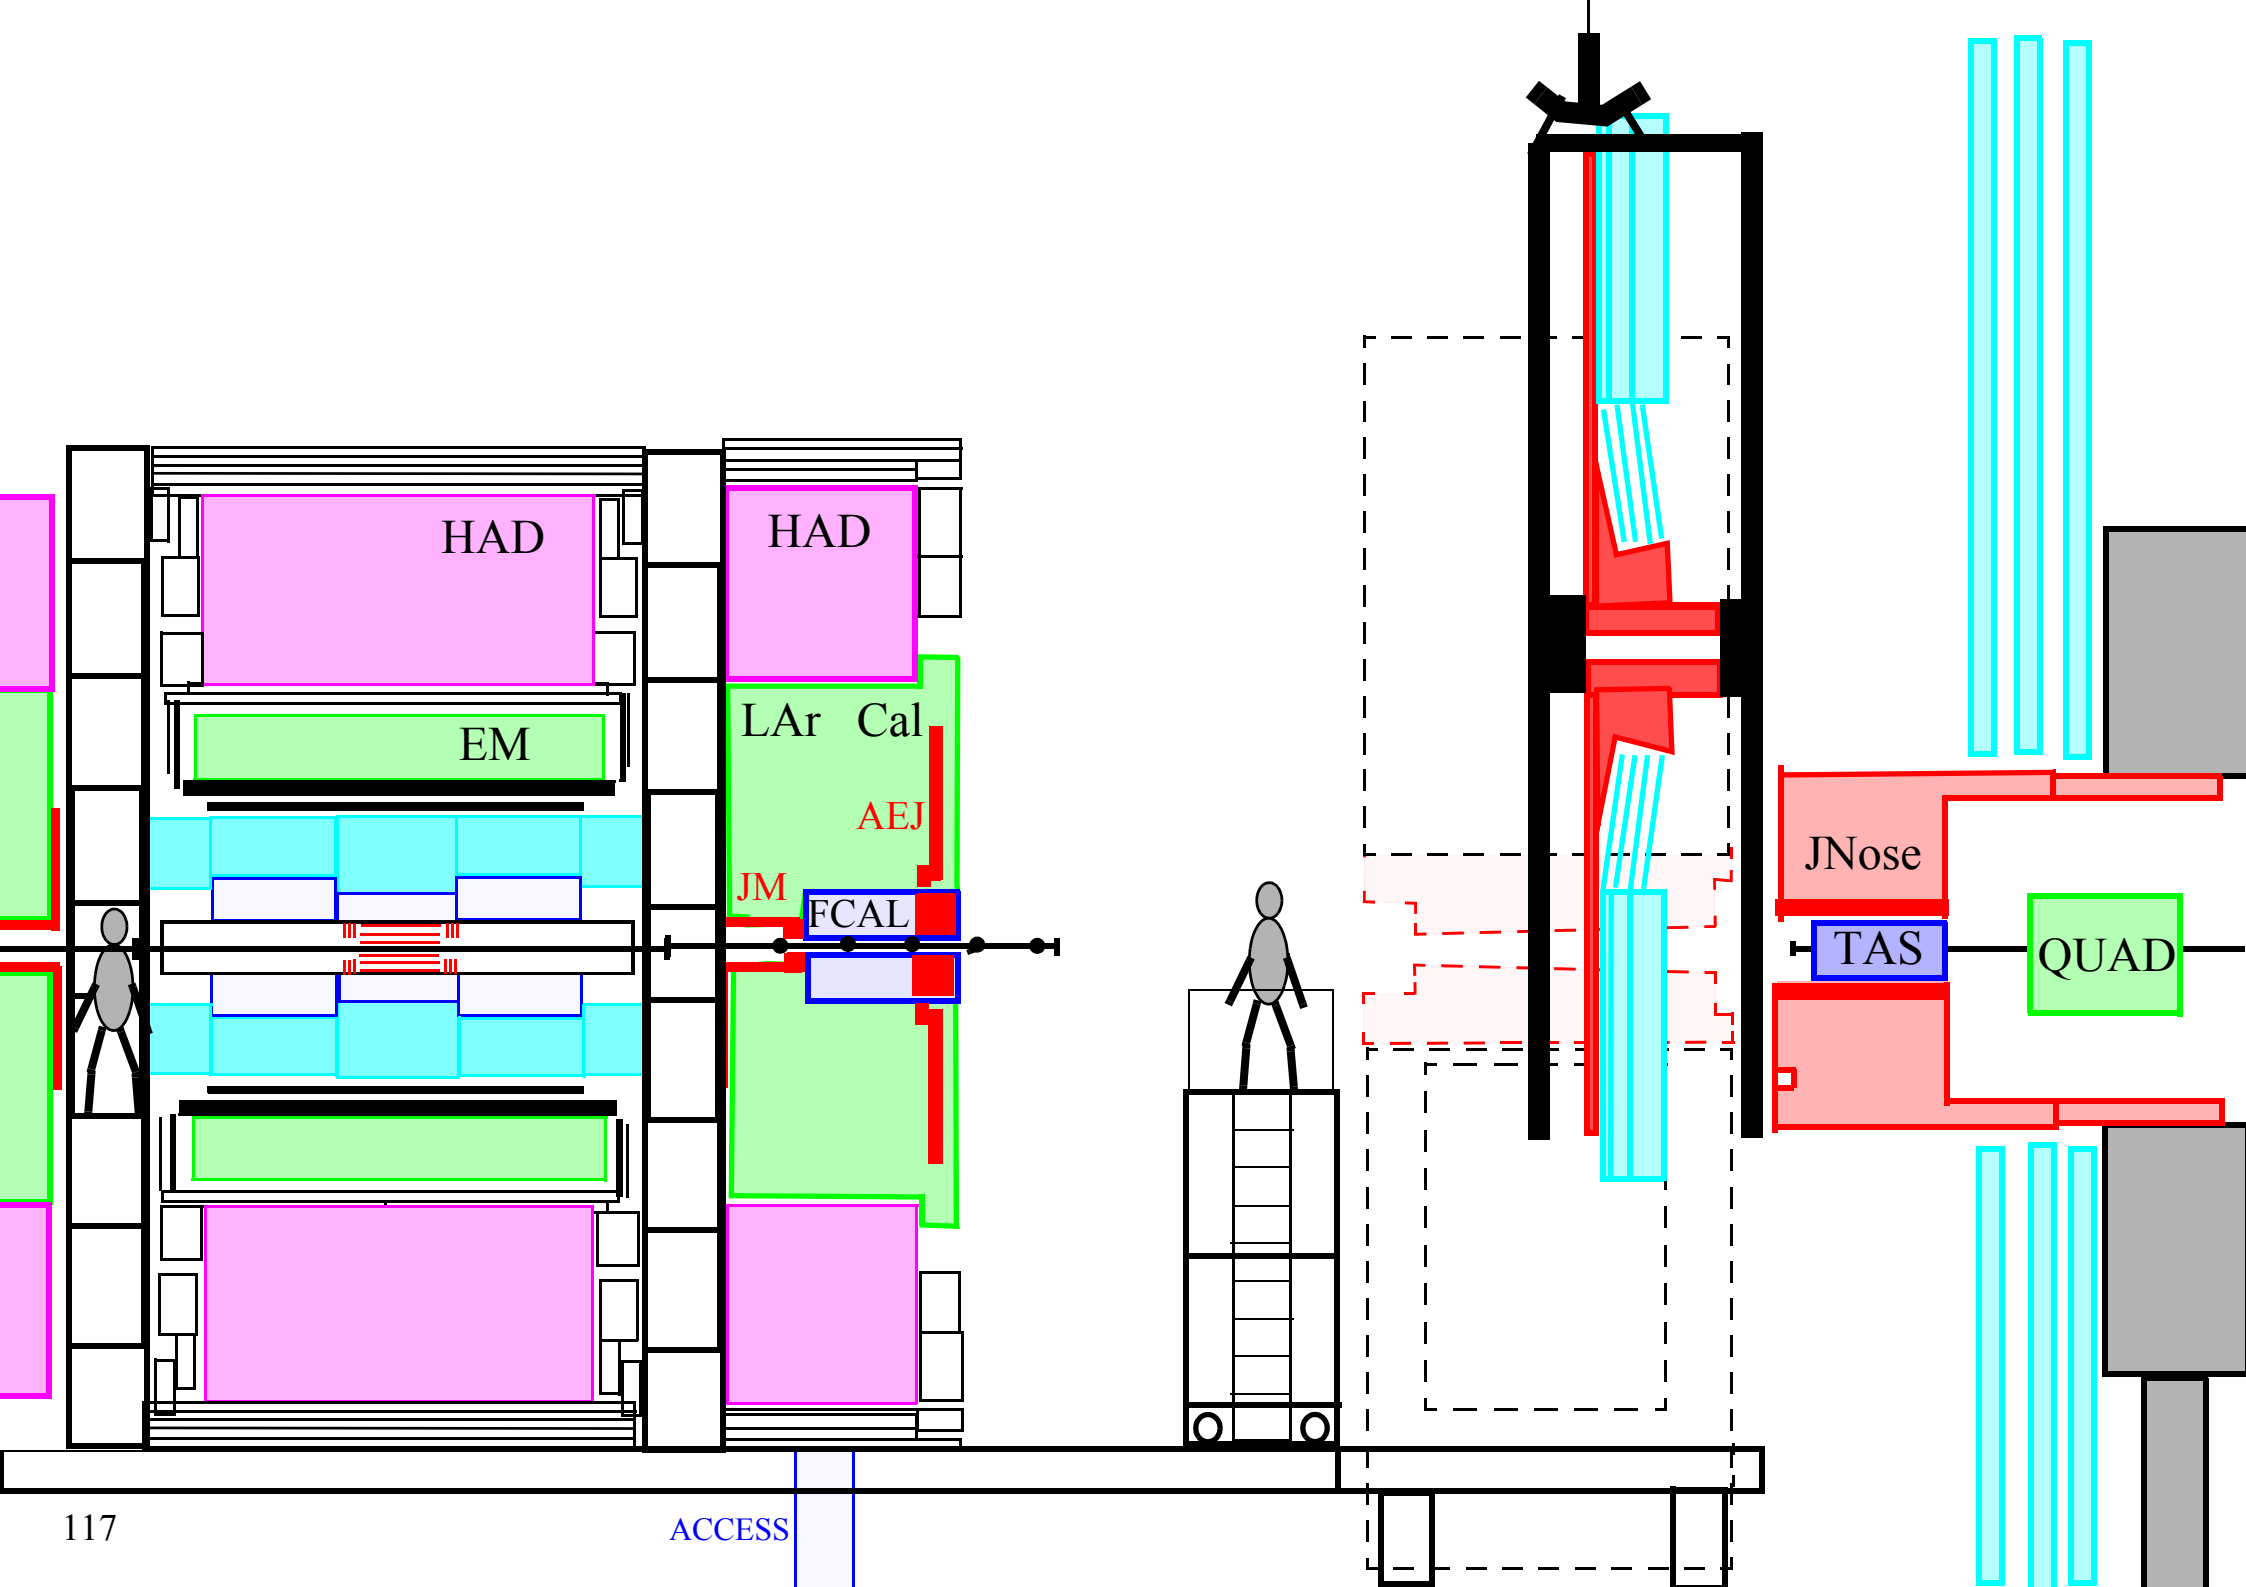 HAD
HAD
LAr Cal
EM
AEJ
JM
FCAL
JNose
TAS
QUAD
117
ACCESS